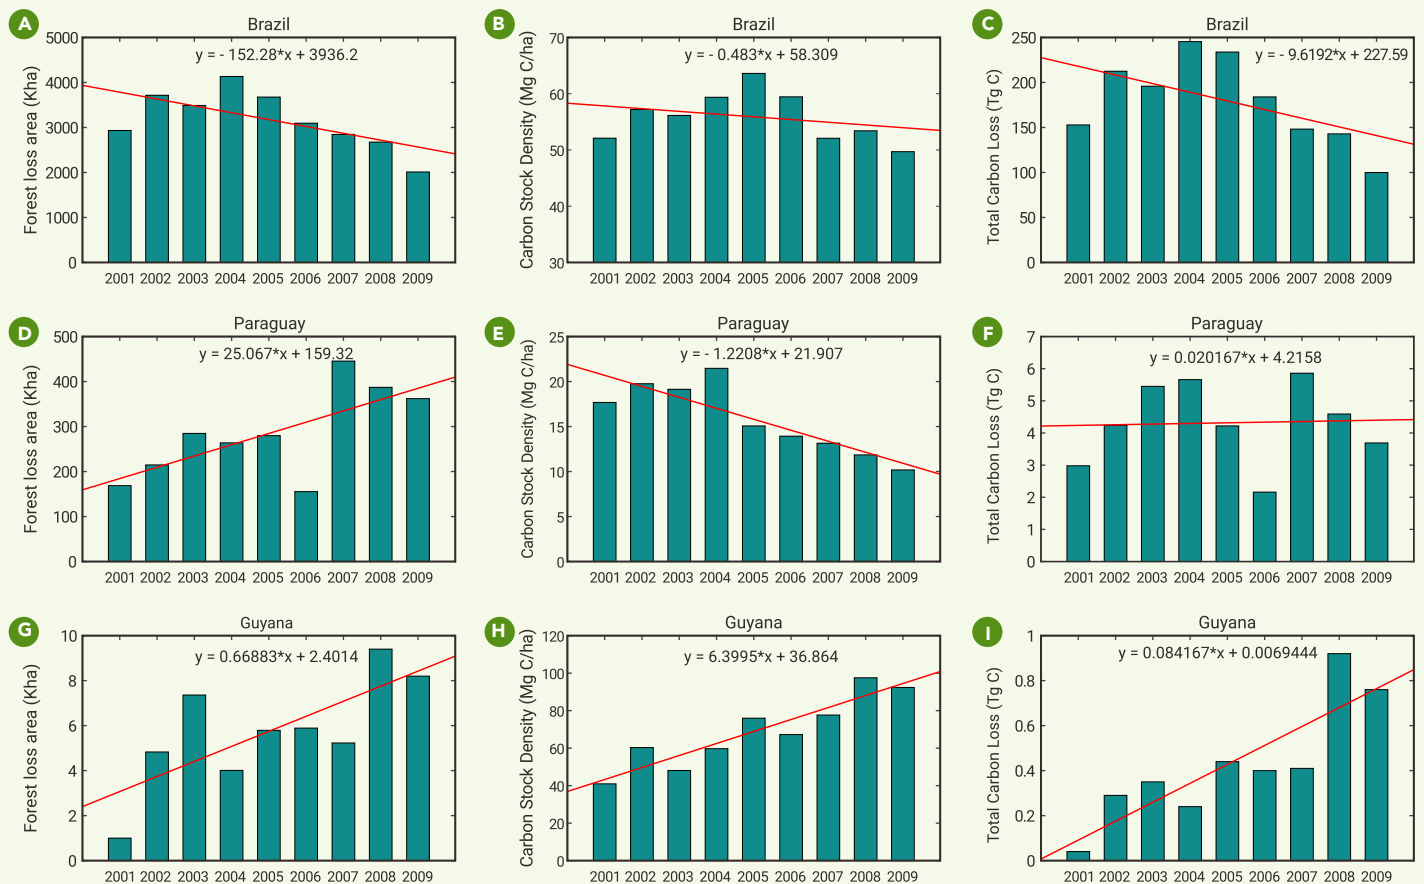 A
Brazil
y = - 152.28*x + 3936.2
Forest loss area (Kha)
5000
4000
3000
2000
1000
0
2001 2002 2003 2004 2005 2006 2007 2008 2009
B
Brazil
y = - 0.483*x + 58.309
Carbon Stock Density (Mg C/ha)
70
60
50
40
30
2001 2002 2003 2004 2005 2006 2007 2008 2009
C
Brazil
y = - 9.6192*x + 227.59
Total Carbon Loss (Tg C)
250
200
150
100
50
0
2001 2002 2003 2004 2005 2006 2007 2008 2009
D
Paraguay
y = 25.067*x + 159.32
Forest loss area (Kha)
500
400
300
200
100
0
2001 2002 2003 2004 2005 2006 2007 2008 2009
E
Paraguay
y = - 1.2208*x + 21.907
Carbon Stock Density (Mg C/ha)
25
20
15
10
5
0
2001 2002 2003 2004 2005 2006 2007 2008 2009
F
Paraguay
y = 0.020167*x + 4.2158
Total Carbon Loss (Tg C)
7
6
5
4
3
2
1
0
2001 2002 2003 2004 2005 2006 2007 2008 2009
G
Guyana
y = 0.66883*x + 2.4014
Forest loss area (Kha)
10
8
6
4
2
0
2001 2002 2003 2004 2005 2006 2007 2008 2009
H
Guyana
y = 6.3995*x + 36.864
Carbon Stock Density (Mg C/ha)
120
100
80
60
40
20
0
2001 2002 2003 2004 2005 2006 2007 2008 2009
I
Guyana
y = 0.084167*x + 0.0069444
Total Carbon Loss (Tg C)
1
0.8
0.6
0.4
0.2
0
2001 2002 2003 2004 2005 2006 2007 2008 2009